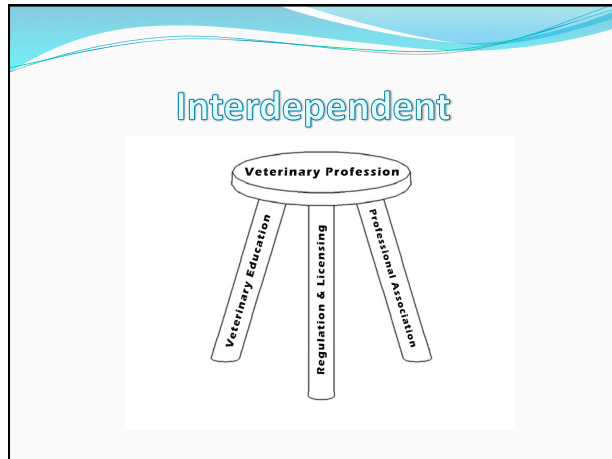 Interdependent
Veterinary Profession
Veterinary Education
Regulation & Licensing
Professional Association